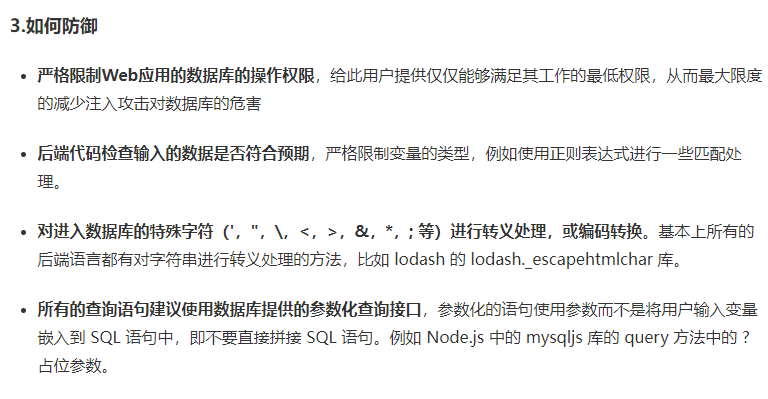 3.如何防御
严格限制Web应用的数据库的操作权限，给此用户提供仅仅能够满足其工作的最低权限，从而最大限度
的减少注入攻击对数据库的危害
后端代码检查输入的数据是否符合预期，严格限制变量的类型，例如使用正则表达式进行一些匹配处
理。
对进入数据库的特殊字符（'，"，\，<，>，&，*，; 等）进行转义处理，或编码转换。基本上所有的
后端语言都有对字符串进行转义处理的方法，比如 lodash 的 lodash._escapehtmlchar 库。
所有的查询语句建议使用数据库提供的参数化查询接口，参数化的语句使用参数而不是将用户输入变量
嵌入到 SQL 语句中，即不要直接拼接 SQL 语句。例如 Node.js 中的 mysqljs 库的 query 方法中的 ?
占位参数。